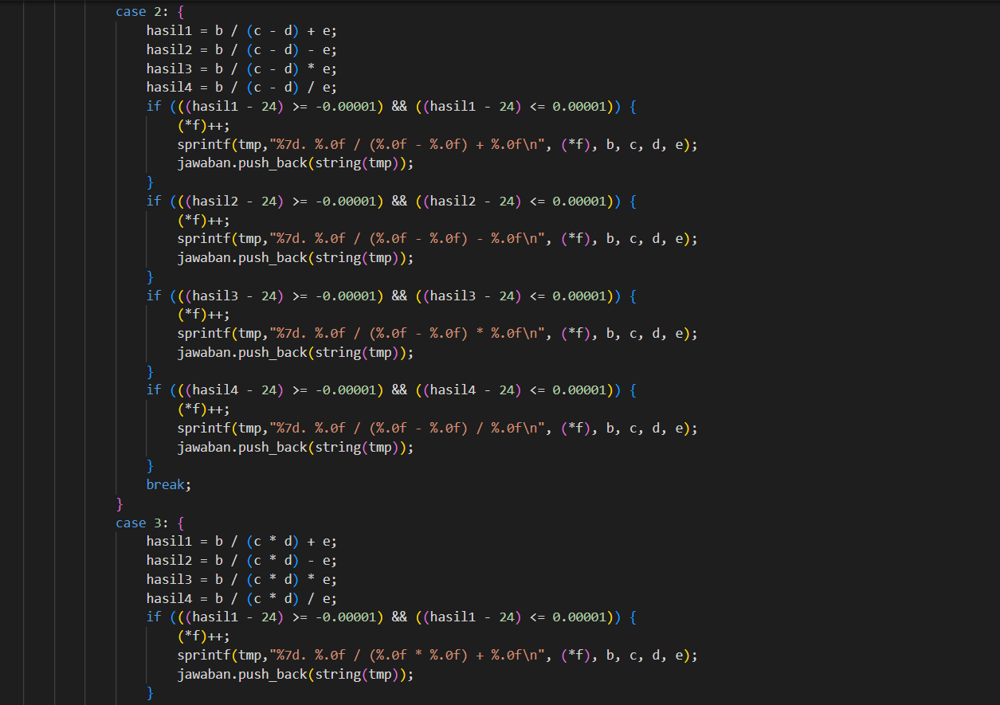 case 2: {
hasil1 = b / (c - d) + e;
hasil2 = b / (c - d) - e;
hasil3 = b / (c - d) * e;
hasil4 = b / (c - d) / e;
if (((hasil1 - 24) >= -0.00001) && ((hasil1 - 24) <= 0.00001)) {
(*f)++;
sprintf(tmp,"%7d. %.0f / (%.0f - %.0f) + %.0f\n", (*f), b, c, d, e);
jawaban.push_back(string(tmp));
}
if (((hasil2 - 24) >= -0.00001) && ((hasil2 - 24) <= 0.00001)) {
(*f)++;
sprintf(tmp,"%7d. %.0f / (%.0f - %.0f) - %.0f\n", (*f), b, c, d, e);
jawaban.push_back(string(tmp));
}
if (((hasil3 - 24) >= -0.00001) && ((hasil3 - 24) <= 0.00001)) {
(*f)++;
sprintf(tmp,"%7d. %.0f / (%.0f - %.0f) * %.0f\n", (*f), b, c, d, e);
jawaban.push_back(string(tmp));
}
if (((hasil4 - 24) >= -0.00001) && ((hasil4 - 24) <= 0.00001)) {
(*f)++;
sprintf(tmp,"%7d. %.0f / (%.0f - %.0f) / %.0f\n", (*f), b, c, d, e);
jawaban.push_back(string(tmp));
}
break;
}
case 3: {
hasil1 = b / (c * d) + e;
hasil2 = b / (c * d) - e;
hasil3 = b / (c * d) * e;
hasil4 = b / (c * d) / e;
if (((hasil1 - 24) >= -0.00001) && ((hasil1 - 24) <= 0.00001)) {
(*f)++;
sprintf(tmp,"%7d. %.0f / (%.0f * %.0f) + %.0f\n", (*f), b, c, d, e);
jawaban.push_back(string(tmp));
}